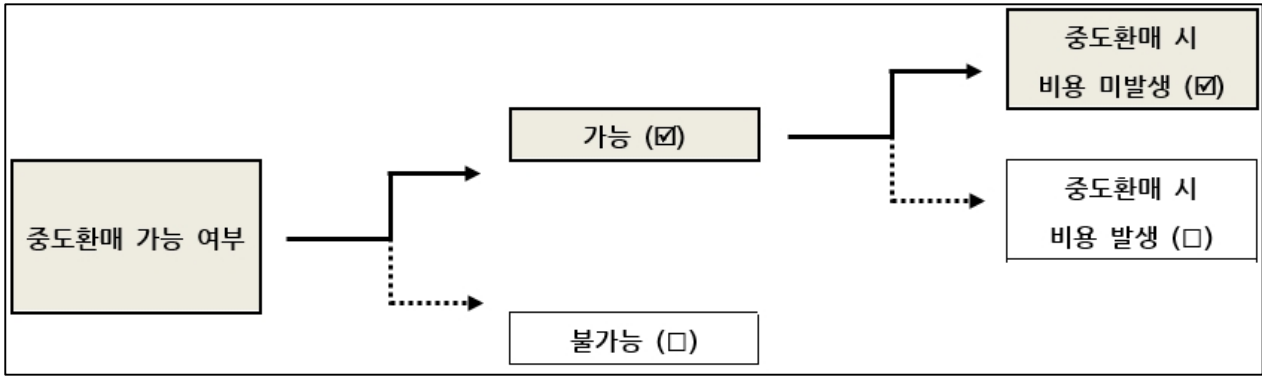 중도환매 가능 여부
가능 (☑)
불가능 (□)
중도환매 시
비용 미발생 (☑)
중도환매 시
비용 발생 (□)